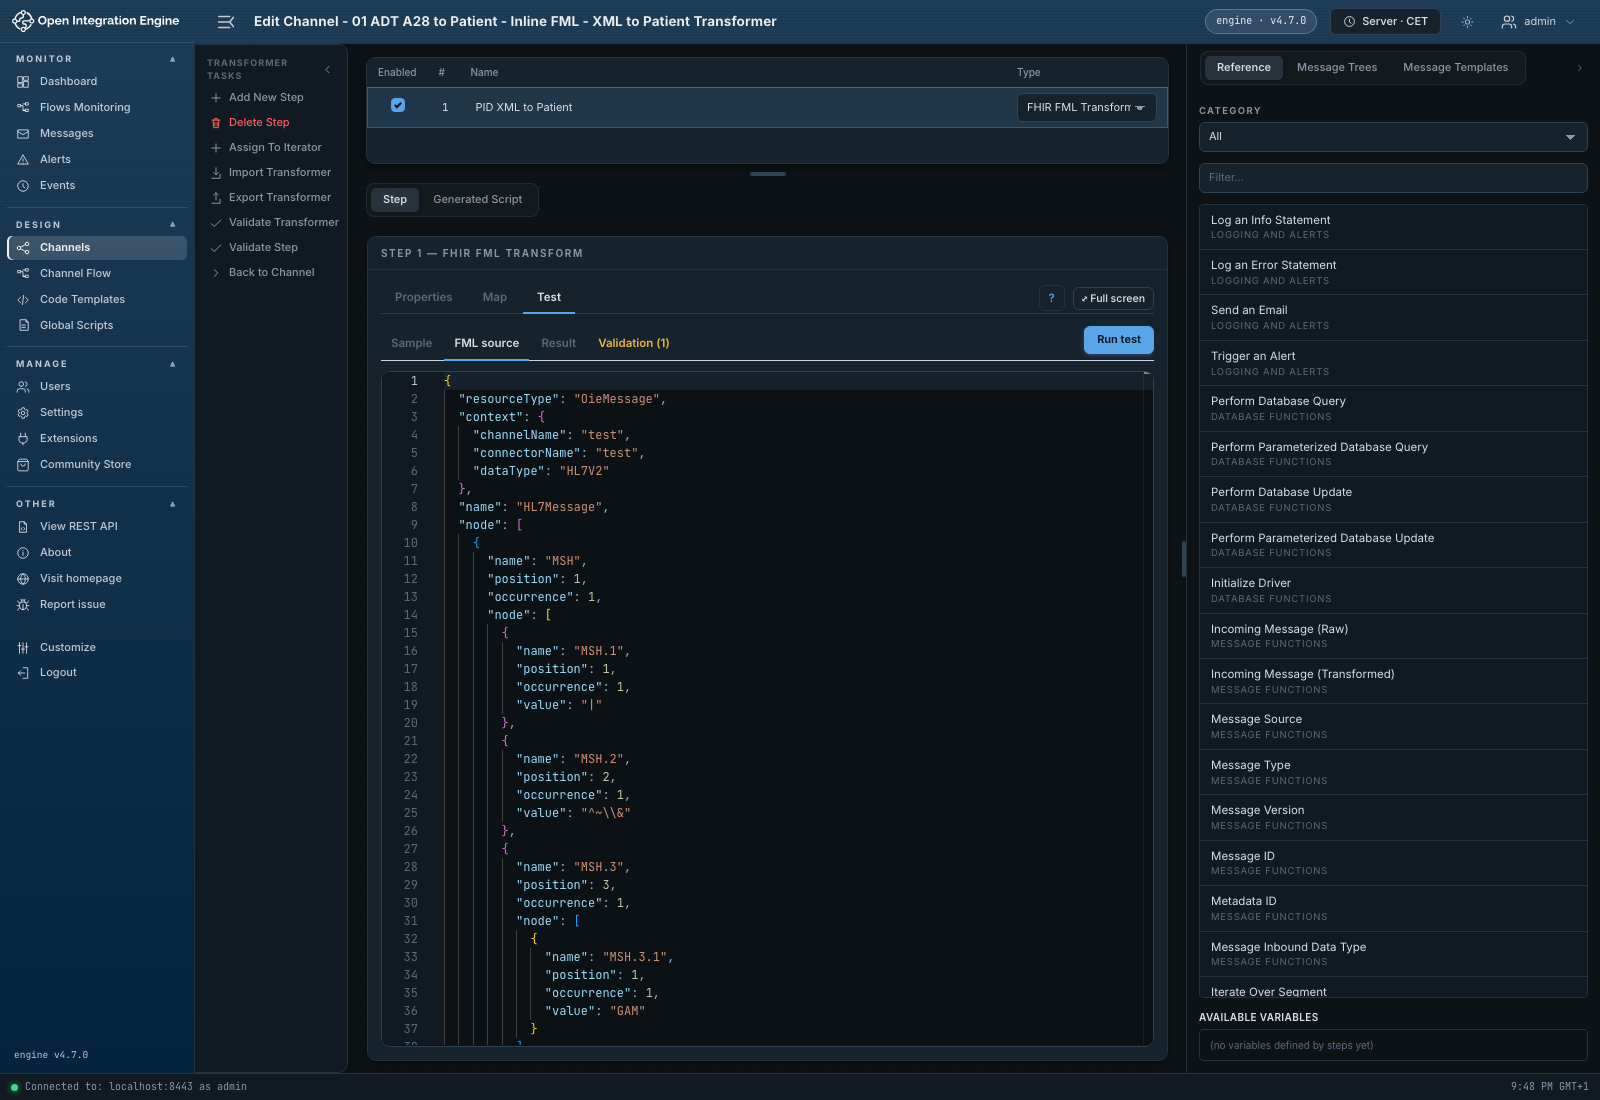 Open Integration Engine
Edit Channel - 01 ADT A28 to Patient - Inline FML - XML to Patient Transformer
engine · v4.7.0
Server · CET
admin
MONITOR
Dashboard
Flows Monitoring
Messages
Alerts
Events
DESIGN
Channels
Channel Flow
Code Templates
Global Scripts
MANAGE
Users
Settings
Extensions
Community Store
OTHER
View REST API
About
Visit homepage
Report issue
Customize
Logout
engine v4.7.0
TRANSFORMER
TASKS
Add New Step
Delete Step
Assign To Iterator
Import Transformer
Export Transformer
Validate Transformer
Validate Step
Back to Channel
Enabled # Name Type
1 PID XML to Patient FHIR FML Transform
Step Generated Script
STEP 1 — FHIR FML TRANSFORM
Properties Map Test ? Full screen
Sample FML source Result Validation (1) Run test
1 {
2 "resourceType": "OieMessage",
3 "context": {
4 "channelName": "test",
5 "connectorName": "test",
6 "dataType": "HL7V2"
7 },
8 "name": "HL7Message",
9 "node": [
10 {
11 "name": "MSH",
12 "position": 1,
13 "occurrence": 1,
14 "node": [
15 {
16 "name": "MSH.1",
17 "position": 1,
18 "occurrence": 1,
19 "value": "|"
20 },
21 {
22 "name": "MSH.2",
23 "position": 2,
24 "occurrence": 1,
25 "value": "^~\\&"
26 },
27 {
28 "name": "MSH.3",
29 "position": 3,
30 "occurrence": 1,
31 "node": [
32 {
33 "name": "MSH.3.1",
34 "position": 1,
35 "occurrence": 1,
36 "value": "GAM"
37 }
38 ]
Reference Message Trees Message Templates
CATEGORY
All
Filter...
Log an Info Statement
LOGGING AND ALERTS
Log an Error Statement
LOGGING AND ALERTS
Send an Email
LOGGING AND ALERTS
Trigger an Alert
LOGGING AND ALERTS
Perform Database Query
DATABASE FUNCTIONS
Perform Parameterized Database Query
DATABASE FUNCTIONS
Perform Database Update
DATABASE FUNCTIONS
Perform Parameterized Database Update
DATABASE FUNCTIONS
Initialize Driver
DATABASE FUNCTIONS
Incoming Message (Raw)
MESSAGE FUNCTIONS
Incoming Message (Transformed)
MESSAGE FUNCTIONS
Message Source
MESSAGE FUNCTIONS
Message Type
MESSAGE FUNCTIONS
Message Version
MESSAGE FUNCTIONS
Message ID
MESSAGE FUNCTIONS
Metadata ID
MESSAGE FUNCTIONS
Message Inbound Data Type
MESSAGE FUNCTIONS
Iterate Over Segment
AVAILABLE VARIABLES
(no variables defined by steps yet)
Connected to: localhost:8443 as admin
9:48 PM GMT+1